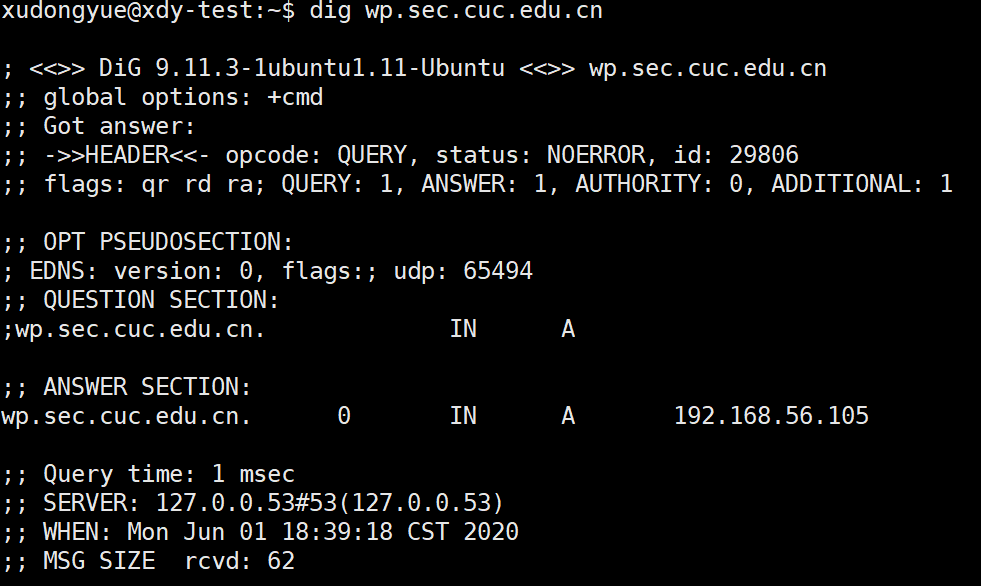 xudongyue@xdy-test:~$ dig wp.sec.cuc.edu.cn
; <<>> DiG 9.11.3-1ubuntu1.11-Ubuntu <<>> wp.sec.cuc.edu.cn
;; global options: +cmd
;; Got answer:
;; ->>HEADER<<- opcode: QUERY, status: NOERROR, id: 29806
;; flags: qr rd ra; QUERY: 1, ANSWER: 1, AUTHORITY: 0, ADDITIONAL: 1
;; OPT PSEUDOSECTION:
; EDNS: version: 0, flags:; udp: 65494
;; QUESTION SECTION:
;wp.sec.cuc.edu.cn. IN A
;; ANSWER SECTION:
wp.sec.cuc.edu.cn. 0 IN A 192.168.56.105
;; Query time: 1 msec
;; SERVER: 127.0.0.53#53(127.0.0.53)
;; WHEN: Mon Jun 01 18:39:18 CST 2020
;; MSG SIZE  rcvd: 62